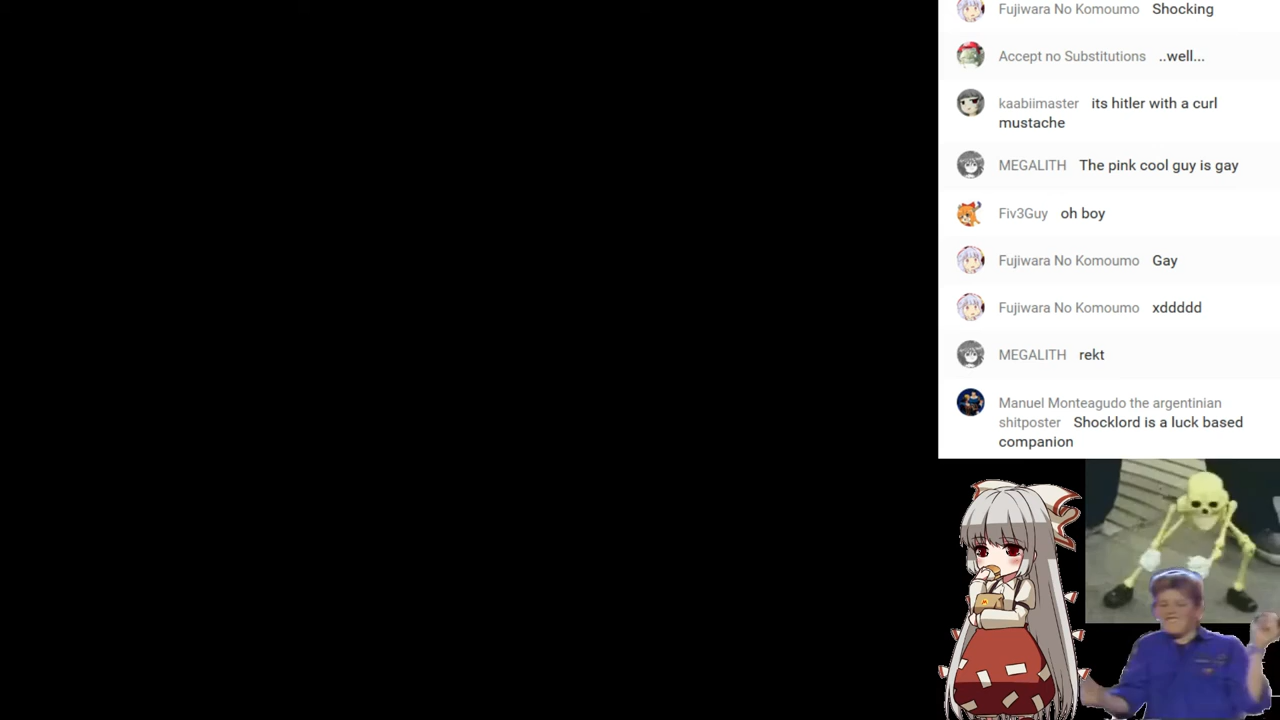 Fujiwara No Komoumo Shocking
Accept no Substitutions ..well...
kaabiimaster its hitler with a curl
mustache
MEGALITH The pink cool guy is gay
Fiv3Guy oh boy
Fujiwara No Komoumo Gay
Fujiwara No Komoumo xddddd
MEGALITH rekt
Manuel Monteagudo the argentinian
shitposter Shocklord is a luck based
companion